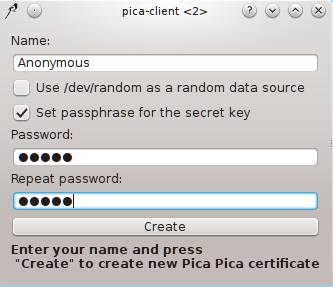 pica-client <2>
Name:
Anonymous
Use /dev/random as a random data source
Set passphrase for the secret key
Password:
●●●●●
Repeat password:
●●●●●
Create
Enter your name and press
"Create" to create new Pica Pica certificate